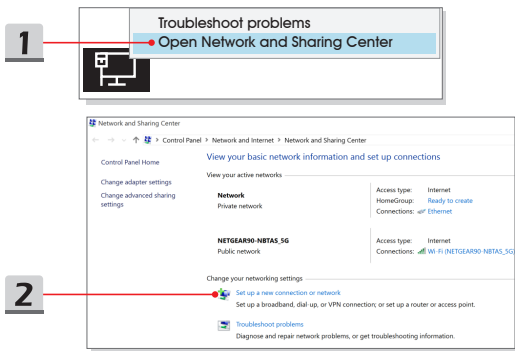 1
Troubleshoot problems
Open Network and Sharing Center
Network and Sharing Center
Control Panel > Network and Internet > Network and Sharing Center
Control Panel Home
Change adapter settings
Change advanced sharing
settings
View your basic network information and set up connections
View your active networks
Network
Private network
Access type: Internet
HomeGroup: Ready to create
Connections: Ethernet
NETGEAR90-NBTAS_5G
Public network
Access type: Internet
Connections: Wi-Fi (NETGEAR90-NBTAS_5G)
Change your networking settings
2
Set up a new connection or network
Set up a broadband, dial-up, or VPN connection; or set up a router or access point.
Troubleshoot problems
Diagnose and repair network problems, or get troubleshooting information.